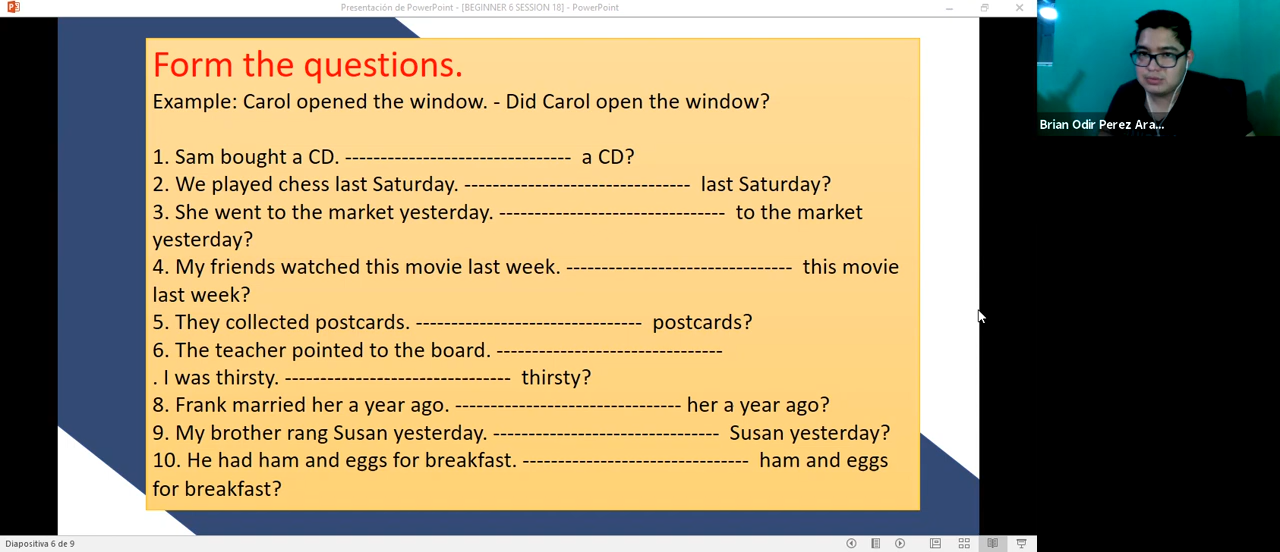 Presentación de PowerPoint - [BEGINNER 6 SESSION 18] - PowerPoint
Form the questions.
Example: Carol opened the window. - Did Carol open the window?
1. Sam bought a CD. -------------------------------- a CD?
2. We played chess last Saturday. -------------------------------- last Saturday?
3. She went to the market yesterday. -------------------------------- to the market
yesterday?
4. My friends watched this movie last week. -------------------------------- this movie
last week?
5. They collected postcards. -------------------------------- postcards?
6. The teacher pointed to the board. --------------------------------
. I was thirsty. -------------------------------- thirsty?
8. Frank married her a year ago. -------------------------------- her a year ago?
9. My brother rang Susan yesterday. -------------------------------- Susan yesterday?
10. He had ham and eggs for breakfast. -------------------------------- ham and eggs
for breakfast?
Brian Odir Perez Ara...
Diapositiva 6 de 9